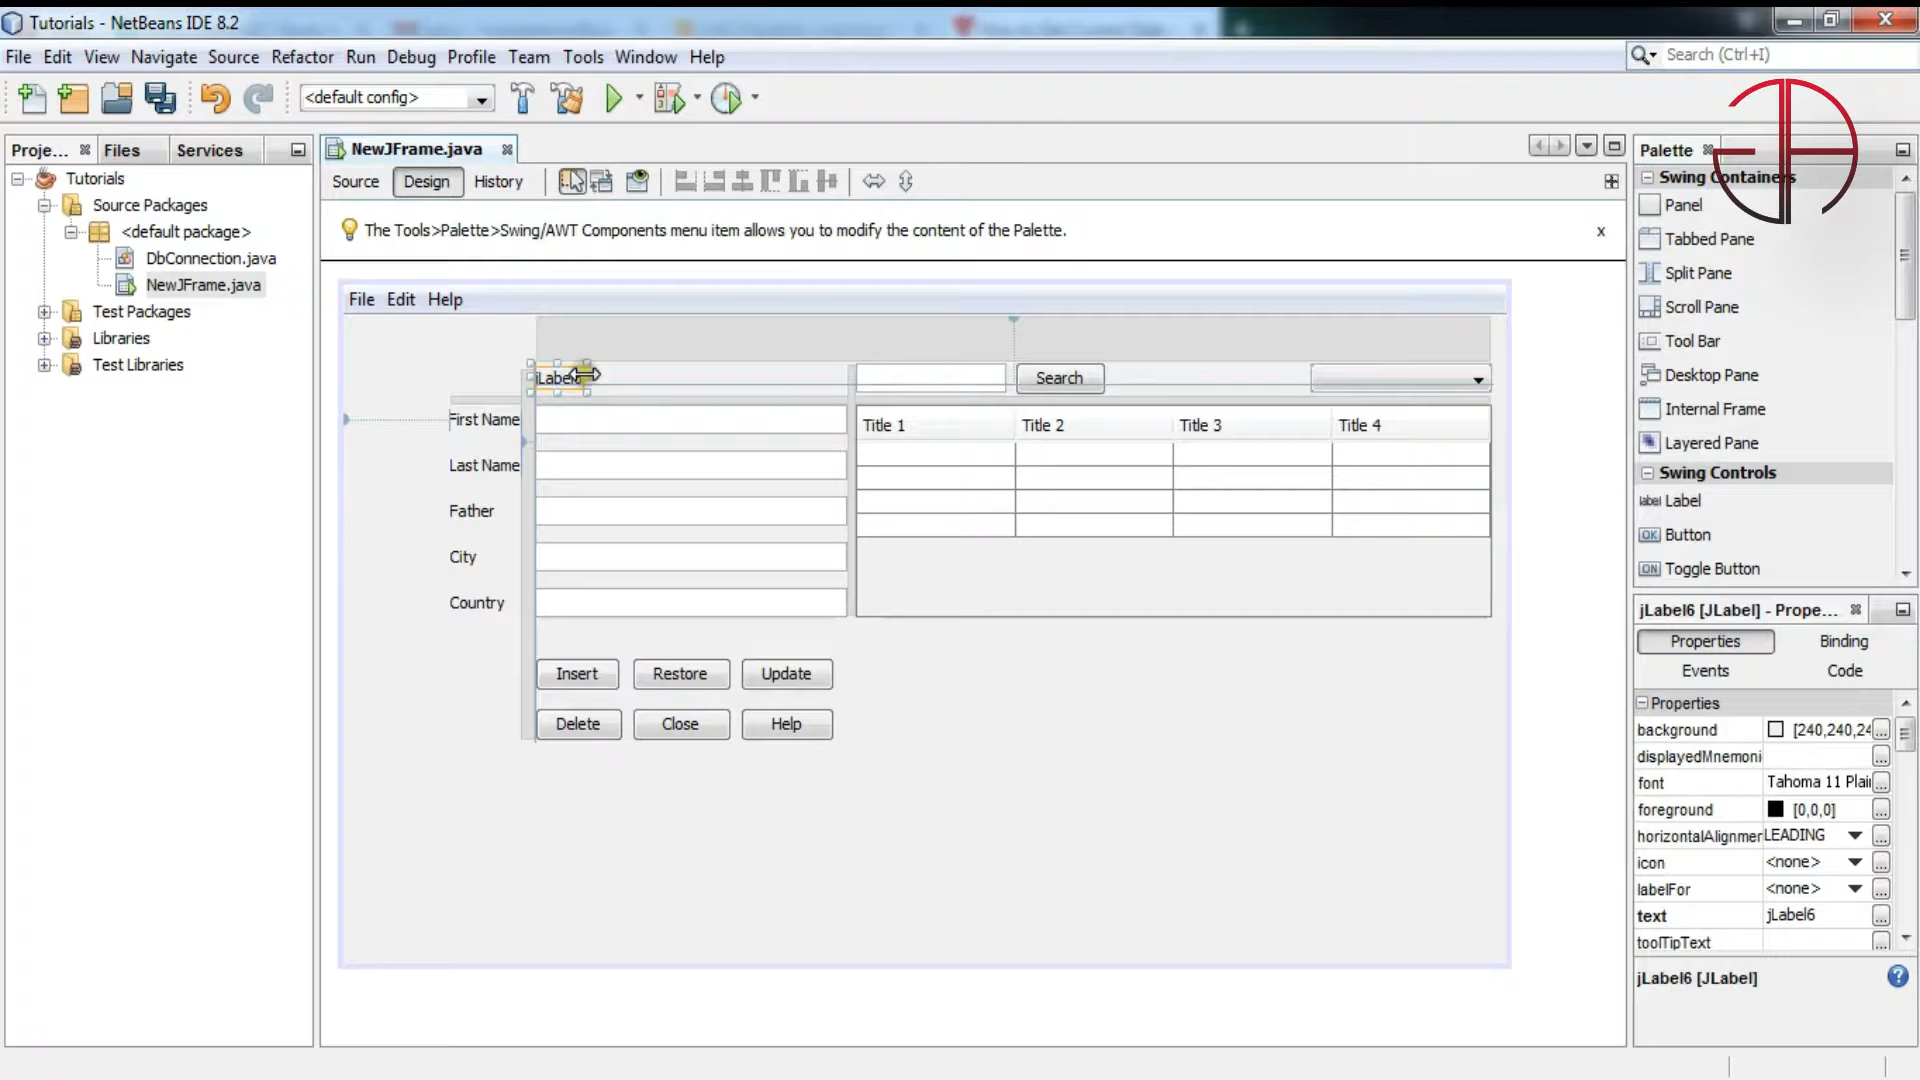 Tutorials - NetBeans IDE 8.2
File Edit View Navigate Source Refactor Run Debug Profile Team Tools Window Help
Search (Ctrl+I)
<default config>
Proje... Files Services
NewJFrame.java
Palette
Tutorials
Source Packages
<default package>
DbConnection.java
NewJFrame.java
Test Packages
Libraries
Test Libraries
Source Design History
The Tools>Palette>Swing/AWT Components menu item allows you to modify the content of the Palette.
x
File Edit Help
Search
First Name
Last Name
Father
City
Country
Title 1 Title 2 Title 3 Title 4
Insert Restore Update
Delete Close Help
Swing Containers
Panel
Tabbed Pane
Split Pane
Scroll Pane
Tool Bar
Desktop Pane
Internal Frame
Layered Pane
Swing Controls
label Label
OK Button
ON Toggle Button
jLabel6 [JLabel] - Prope...
Properties Binding
Events Code
Properties
background [240,240,24 ...
displayedMnemoni ...
font Tahoma 11 Plai ...
foreground [0,0,0] ...
horizontalAlignmer LEADING ...
icon <none> ...
labelFor <none> ...
text jLabel6 ...
toolTipText ...
jLabel6 [JLabel]